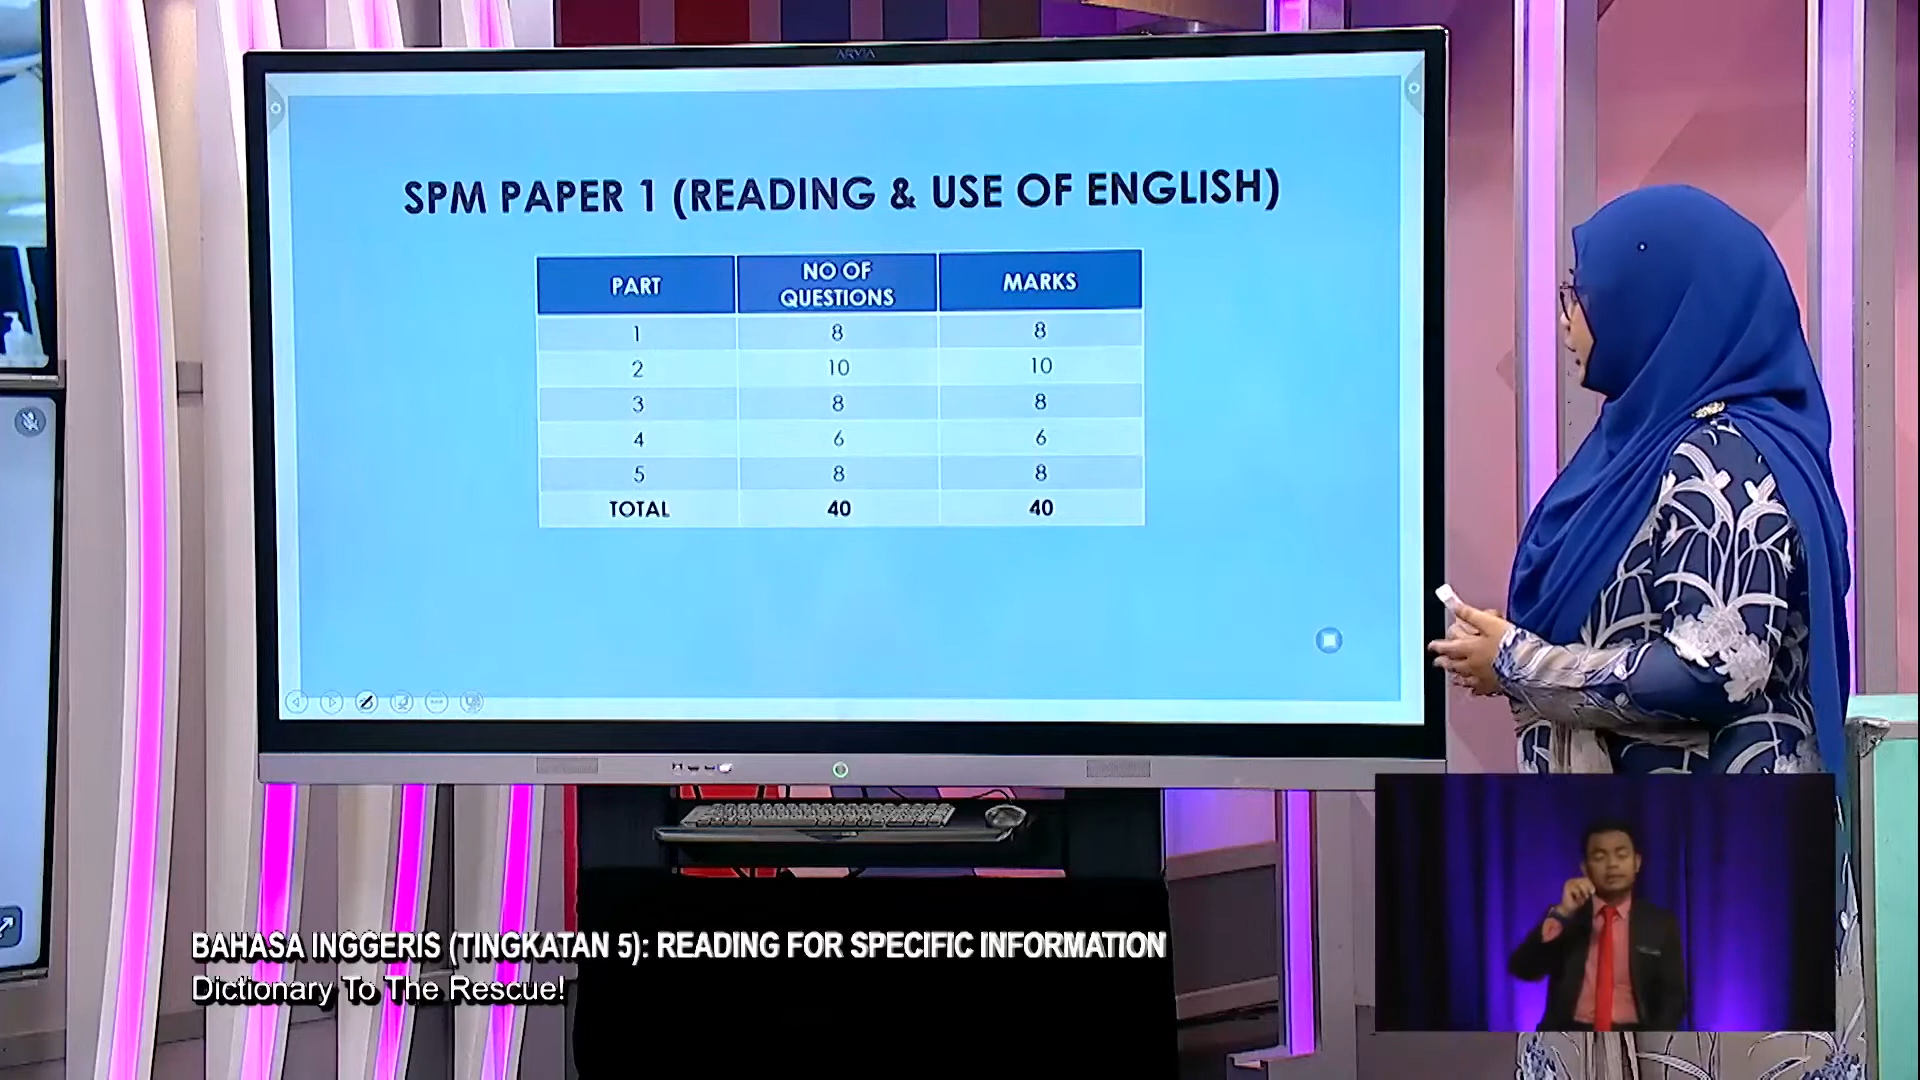 ARVIA
SPM PAPER 1 (READING & USE OF ENGLISH)
PART NO OF QUESTIONS MARKS
1 8 8
2 10 10
3 8 8
4 6 6
5 8 8
TOTAL 40 40
BAHASA INGGERIS (TINGKATAN 5): READING FOR SPECIFIC INFORMATION
Dictionary To The Rescue!